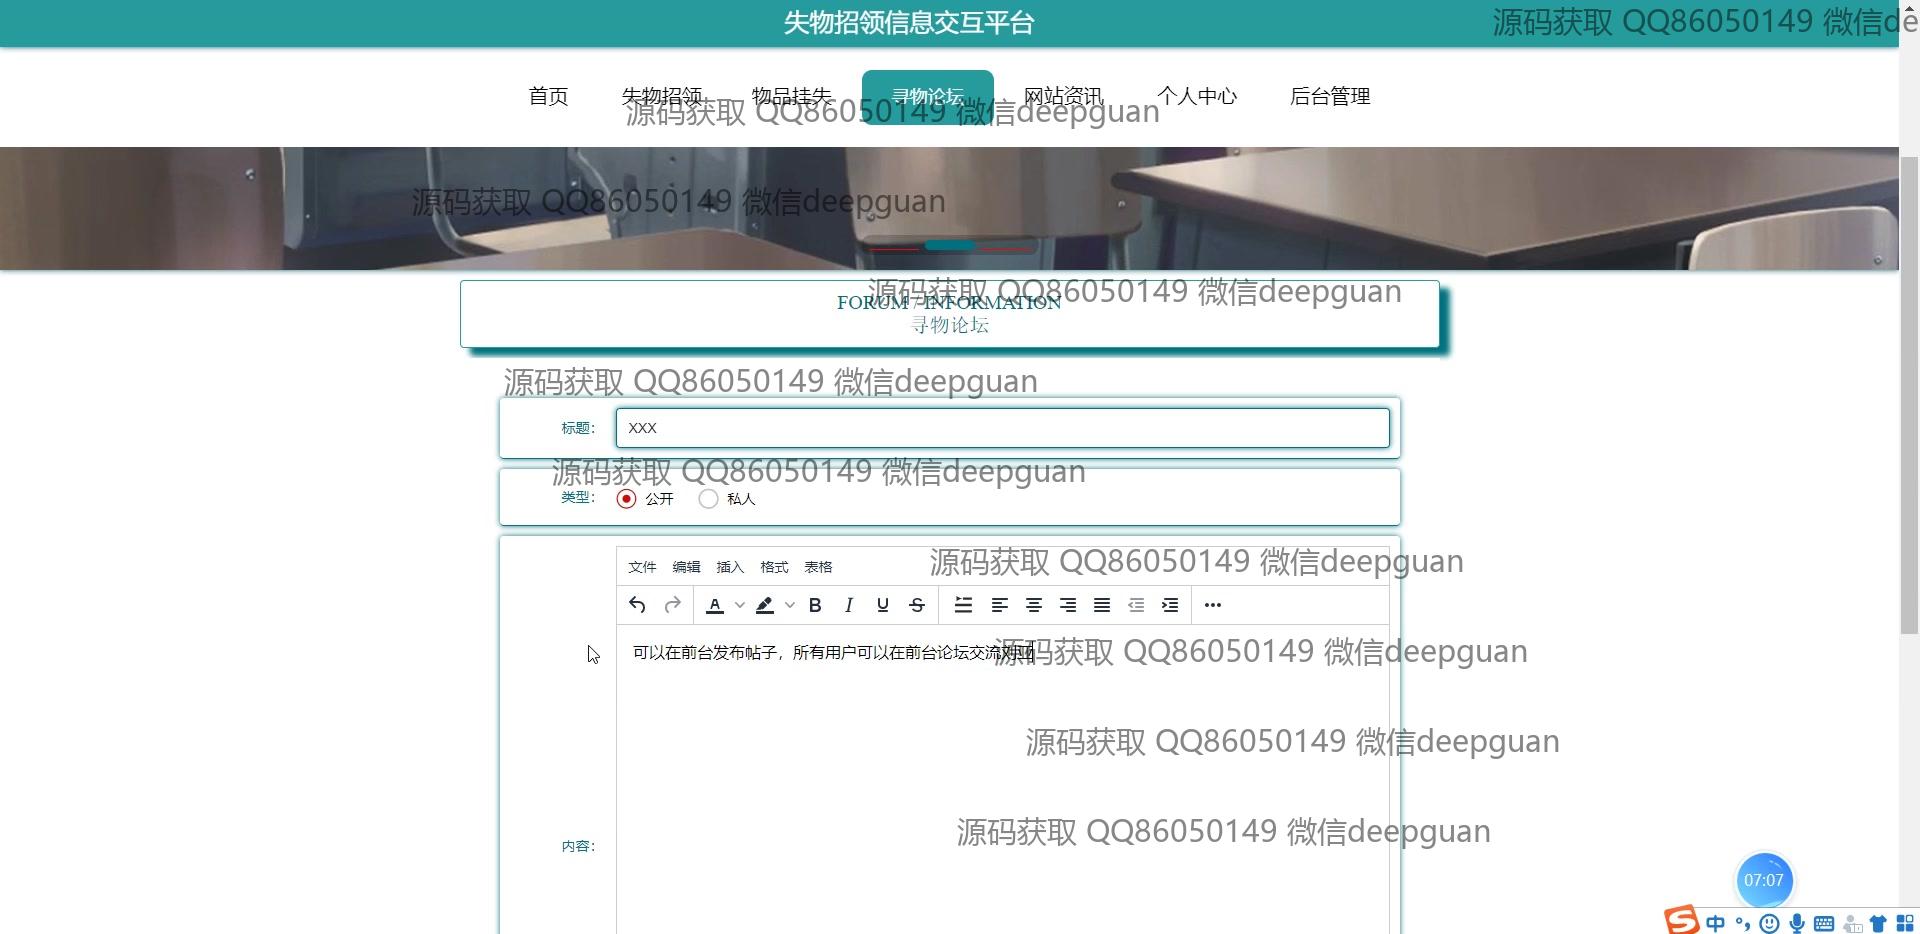 失物招领信息交互平台
源码获取 QQ86050149 微信de
首页 失物招领 物品挂失 寻物论坛 网站资讯 个人中心 后台管理
源码获取 QQ86050149 微信deepguan
源码获取 QQ86050149 微信deepguan
源码获取 QQ86050149 微信deepguan
FORUM / INFORMATION
寻物论坛
源码获取 QQ86050149 微信deepguan
标题： XXX
源码获取 QQ86050149 微信deepguan
类型： 公开 私人
源码获取 QQ86050149 微信deepguan
文件 编辑 插入 格式 表格
A B I U S
可以在前台发布帖子，所有用户可以在前台论坛交流
源码获取 QQ86050149 微信deepguan
源码获取 QQ86050149 微信deepguan
源码获取 QQ86050149 微信deepguan
内容：
07:07
S 中